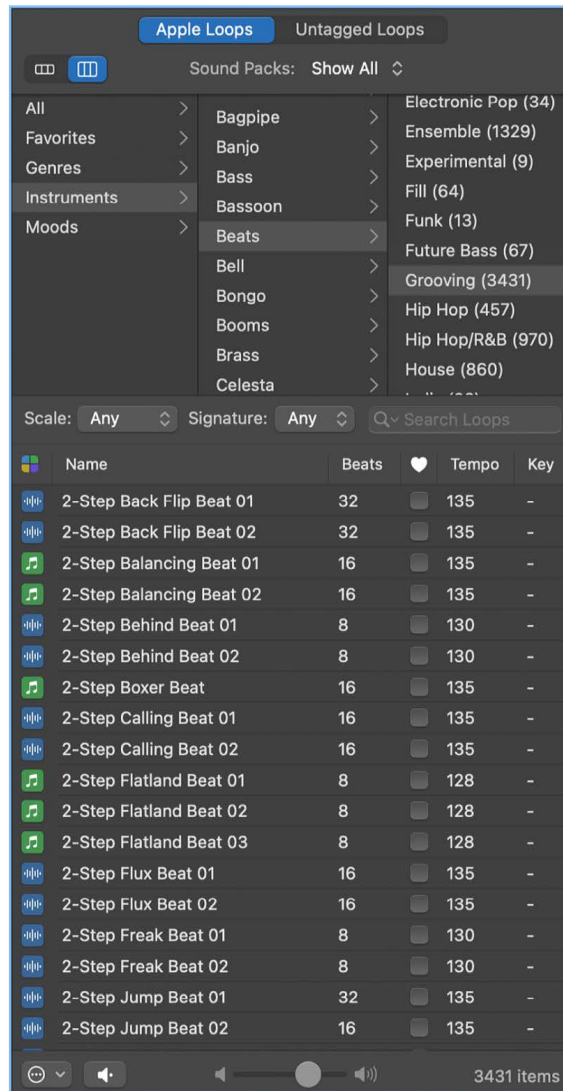 Apple Loops Untagged Loops
Sound Packs: Show All
All
Favorites
Genres
Instruments
Moods
Bagpipe
Banjo
Bass
Bassoon
Beats
Bell
Bongo
Booms
Brass
Celesta
Electronic Pop (34)
Ensemble (1329)
Experimental (9)
Fill (64)
Funk (13)
Future Bass (67)
Grooving (3431)
Hip Hop (457)
Hip Hop/R&B (970)
House (860)
Scale: Any Signature: Any Search Loops
Name Beats Tempo Key
2-Step Back Flip Beat 01 32 135 -
2-Step Back Flip Beat 02 32 135 -
2-Step Balancing Beat 01 16 135 -
2-Step Balancing Beat 02 16 135 -
2-Step Behind Beat 01 8 130 -
2-Step Behind Beat 02 8 130 -
2-Step Boxer Beat 16 135 -
2-Step Calling Beat 01 16 135 -
2-Step Calling Beat 02 16 135 -
2-Step Flatland Beat 01 8 128 -
2-Step Flatland Beat 02 8 128 -
2-Step Flatland Beat 03 8 128 -
2-Step Flux Beat 01 16 135 -
2-Step Flux Beat 02 16 135 -
2-Step Freak Beat 01 8 130 -
2-Step Freak Beat 02 8 130 -
2-Step Jump Beat 01 32 135 -
2-Step Jump Beat 02 16 135 -
3431 items